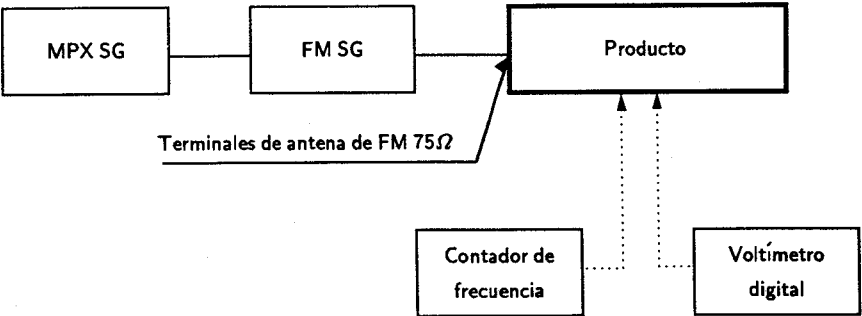 MPX SG
FM SG
Producto
Terminales de antena de FM 75Ω
Contador de
frecuencia
Voltímetro
digital